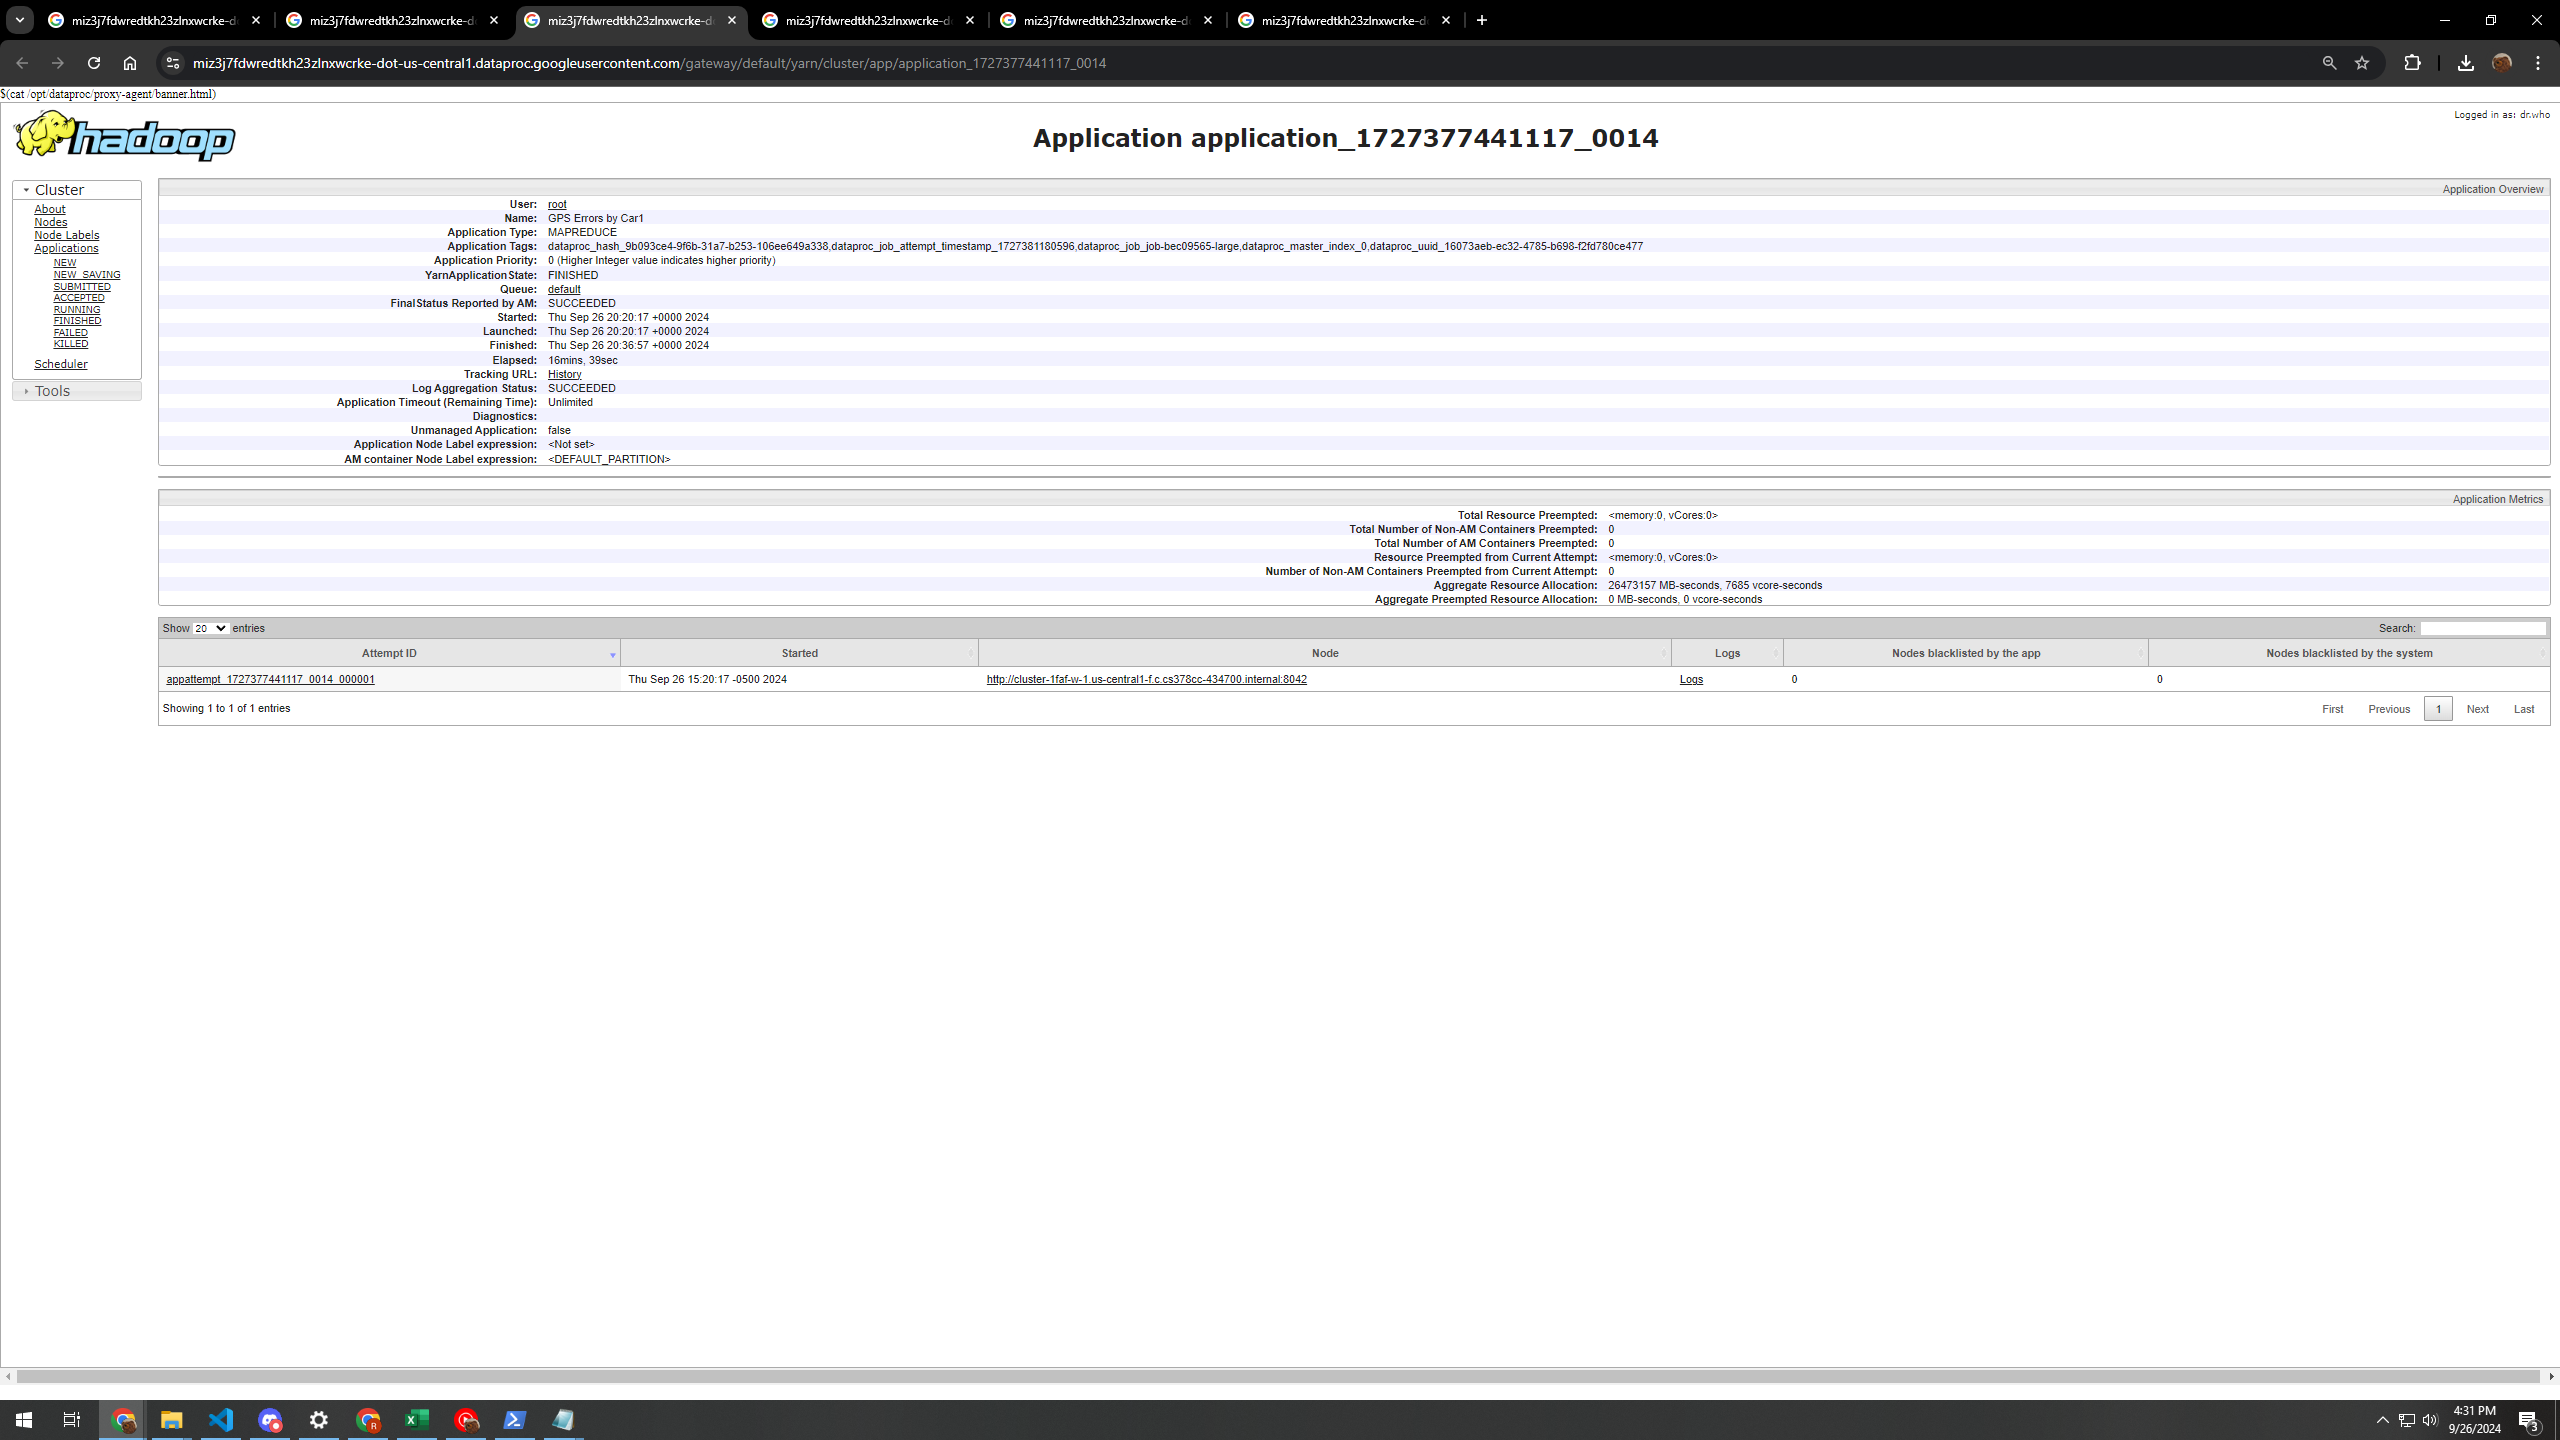 miz3j7fdwredtkh23zlnxwcrke-d
miz3j7fdwredtkh23zlnxwcrke-d
miz3j7fdwredtkh23zlnxwcrke-d
miz3j7fdwredtkh23zlnxwcrke-d
miz3j7fdwredtkh23zlnxwcrke-d
miz3j7fdwredtkh23zlnxwcrke-d
miz3j7fdwredtkh23zlnxwcrke-dot-us-central1.dataproc.googleusercontent.com/gateway/default/yarn/cluster/app/application_1727377441117_0014
$(cat /opt/dataproc/proxy-agent/banner.html)
hadoop
Application application_1727377441117_0014
Logged in as: dr.who
Cluster
About
Nodes
Node Labels
Applications
NEW
NEW_SAVING
SUBMITTED
ACCEPTED
RUNNING
FINISHED
FAILED
KILLED
Scheduler
Tools
Application Overview
User: root
Name: GPS Errors by Car1
Application Type: MAPREDUCE
Application Tags: dataproc_hash_9b093ce4-9f6b-31a7-b253-106ee649a338,dataproc_job_attempt_timestamp_1727381180596,dataproc_job_job-bec09565-large,dataproc_master_index_0,dataproc_uuid_16073aeb-ec32-4785-b698-f2fd780ce477
Application Priority: 0 (Higher Integer value indicates higher priority)
YarnApplicationState: FINISHED
Queue: default
FinalStatus Reported by AM: SUCCEEDED
Started: Thu Sep 26 20:20:17 +0000 2024
Launched: Thu Sep 26 20:20:17 +0000 2024
Finished: Thu Sep 26 20:36:57 +0000 2024
Elapsed: 16mins, 39sec
Tracking URL: History
Log Aggregation Status: SUCCEEDED
Application Timeout (Remaining Time): Unlimited
Diagnostics:
Unmanaged Application: false
Application Node Label expression: <Not set>
AM container Node Label expression: <DEFAULT_PARTITION>
Application Metrics
Total Resource Preempted: <memory:0, vCores:0>
Total Number of Non-AM Containers Preempted: 0
Total Number of AM Containers Preempted: 0
Resource Preempted from Current Attempt: <memory:0, vCores:0>
Number of Non-AM Containers Preempted from Current Attempt: 0
Aggregate Resource Allocation: 26473157 MB-seconds, 7685 vcore-seconds
Aggregate Preempted Resource Allocation: 0 MB-seconds, 0 vcore-seconds
Show 20 entries Search:
Attempt ID Started Node Logs Nodes blacklisted by the app Nodes blacklisted by the system
appattempt_1727377441117_0014_000001 Thu Sep 26 15:20:17 -0500 2024 http://cluster-1faf-w-1.us-central1-f.c.cs378cc-434700.internal:8042 Logs 0 0
Showing 1 to 1 of 1 entries First Previous 1 Next Last
4:31 PM
9/26/2024
3